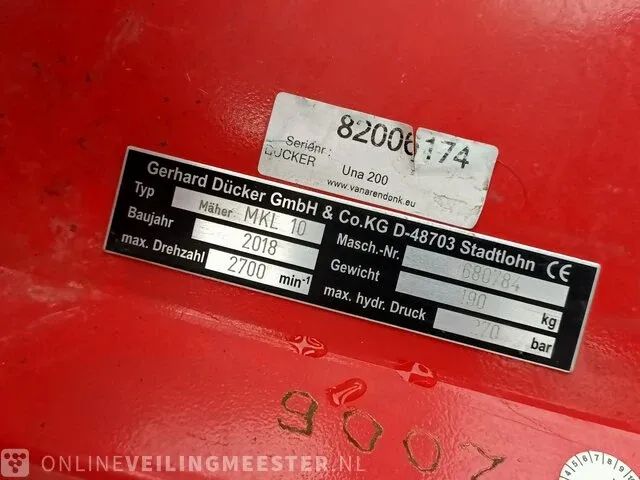 82006174
Serienr :
DÜCKER
Una 200
www.vanarendonk.eu
Gerhard Dücker GmbH & Co.KG D-48703 Stadtlohn CE
Typ Mäher MKL 10
Baujahr 2018
max. Drehzahl 2700 min-1
Masch.-Nr. 680784
Gewicht 190 kg
max. hydr. Druck bar
ONLINEVEILINGMEESTER.NL